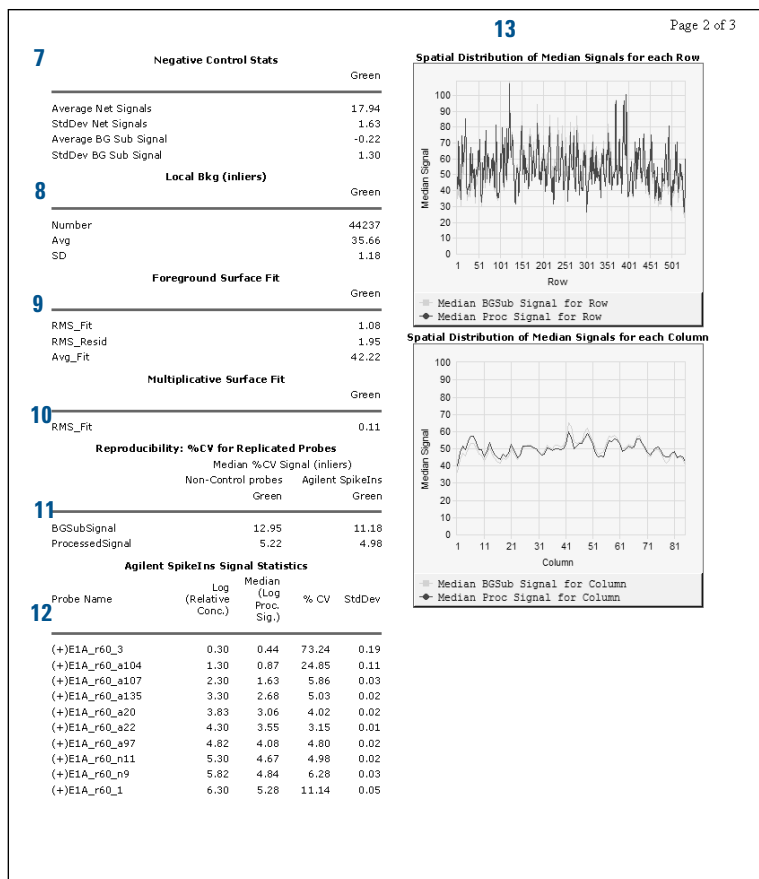 13
Page 2 of 3
7
Negative Control Stats
Green
Average Net Signals 17.94
StdDev Net Signals 1.63
Average BG Sub Signal -0.22
StdDev BG Sub Signal 1.30
Local Bkg (inliers)
8
Green
Number 44237
Avg 35.66
SD 1.18
Foreground Surface Fit
Green
9
RMS_Fit 1.08
RMS_Resid 1.95
Avg_Fit 42.22
Multiplicative Surface Fit
Green
10
RMS_Fit 0.11
Reproducibility: %CV for Replicated Probes
Median %CV Signal (inliers)
Non-Control probes Agilent SpikeIns
Green Green
11
BGSubSignal 12.95 11.18
ProcessedSignal 5.22 4.98
Agilent SpikeIns Signal Statistics
Probe Name Log (Relative Conc.) Median (Log Proc. Sig.) % CV StdDev
12
(+)E1A_r60_3 0.30 0.44 73.24 0.19
(+)E1A_r60_a104 1.30 0.87 24.85 0.11
(+)E1A_r60_a107 2.30 1.63 5.86 0.03
(+)E1A_r60_a135 3.30 2.68 5.03 0.02
(+)E1A_r60_a20 3.83 3.06 4.02 0.02
(+)E1A_r60_a22 4.30 3.55 3.15 0.01
(+)E1A_r60_a97 4.82 4.08 4.80 0.02
(+)E1A_r60_n11 5.30 4.67 4.98 0.02
(+)E1A_r60_n9 5.82 4.84 6.28 0.03
(+)E1A_r60_1 6.30 5.28 11.14 0.05
Spatial Distribution of Median Signals for each Row
Median Signal
100
90
80
70
60
50
40
30
20
10
0
1 51 101 151 201 251 301 351 401 451 501
Row
Median BGSub Signal for Row
Median Proc Signal for Row
Spatial Distribution of Median Signals for each Column
Median Signal
100
90
80
70
60
50
40
30
20
10
0
1 11 21 31 41 51 61 71 81
Column
Median BGSub Signal for Column
Median Proc Signal for Column